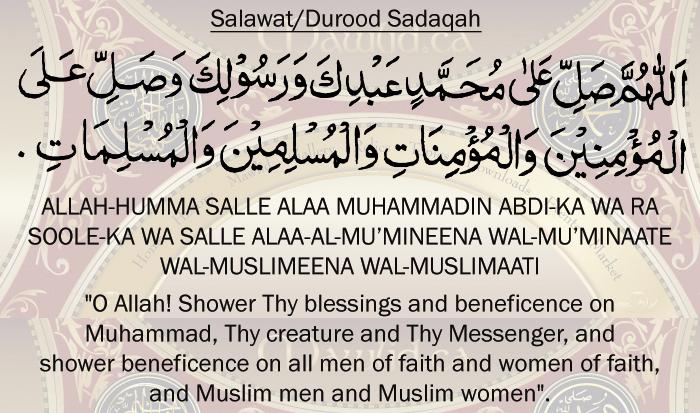 Salawat/Durood Sadaqah
اَللّٰهُمَّ صَلِّ عَلىٰ مُحَمَّدٍ عَبْدِكَ وَرَسُوْلِكَ وَصَلِّ عَلَى
الْمُؤْمِنِيْنَ وَالْمُؤْمِنَاتِ وَالْمُسْلِمِيْنَ وَالْمُسْلِمَاتِ .
ALLAH-HUMMA SALLE ALAA MUHAMMADIN ABDI-KA WA RA
SOOLE-KA WA SALLE ALAA-AL-MU’MINEENA WAL-MU’MINAATE
WAL-MUSLIMEENA WAL-MUSLIMAATI
"O Allah! Shower Thy blessings and beneficence on
Muhammad, Thy creature and Thy Messenger, and
shower beneficence on all men of faith and women of faith,
and Muslim men and Muslim women".